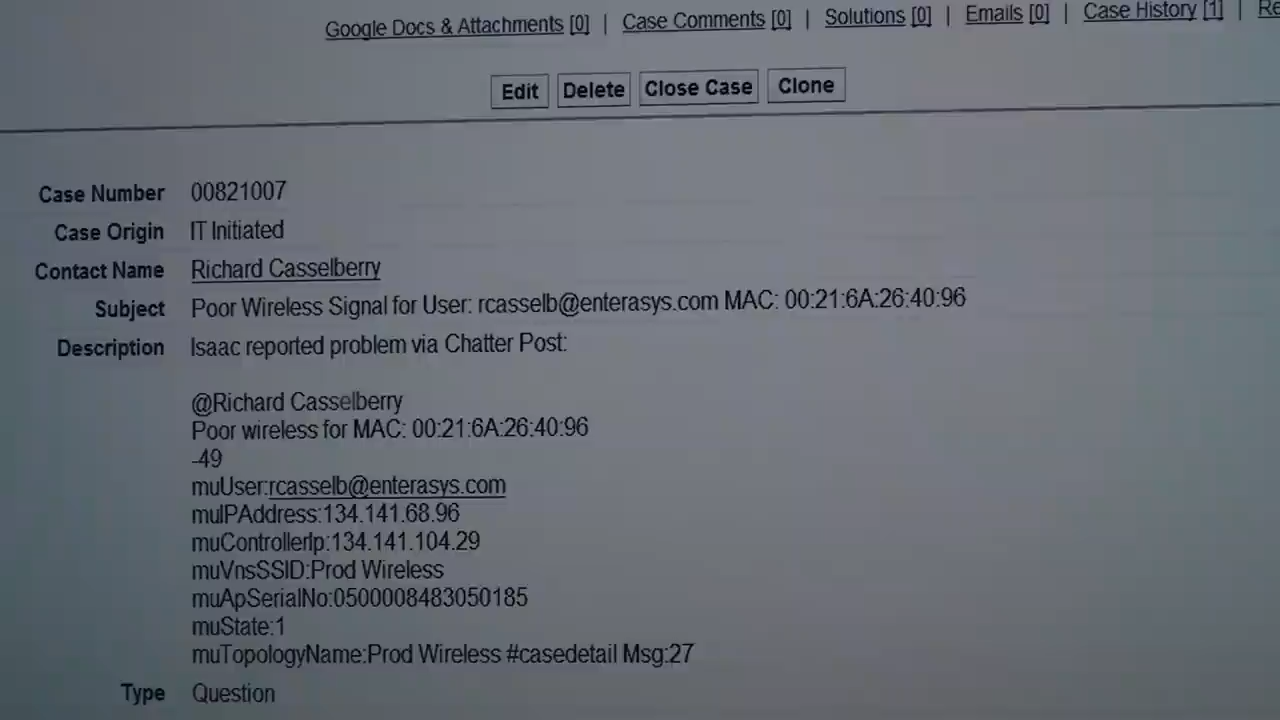 Google Docs & Attachments [0] | Case Comments [0] | Solutions [0] | Emails [0] | Case History [1] |
Edit Delete Close Case Clone
Case Number 00821007
Case Origin IT Initiated
Contact Name Richard Casselberry
Subject Poor Wireless Signal for User: rcasselb@enterasys.com MAC: 00:21:6A:26:40:96
Description Isaac reported problem via Chatter Post:
@Richard Casselberry
Poor wireless for MAC: 00:21:6A:26:40:96
-49
muUser:rcasselb@enterasys.com
muIPAddress:134.141.68.96
muControllerIp:134.141.104.29
muVnsSSID:Prod Wireless
muApSerialNo:0500008483050185
muState:1
muTopologyName:Prod Wireless #casedetail Msg:27
Type Question